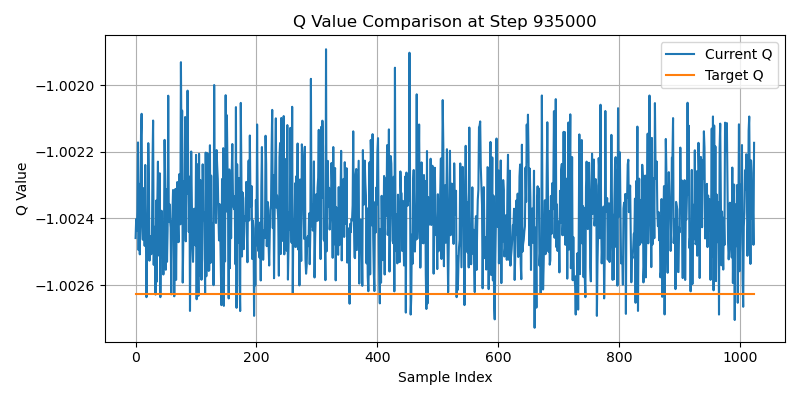 Q Value Comparison at Step 935000
Current Q
Target Q
Q Value
−1.0020
−1.0022
−1.0024
−1.0026
0 200 400 600 800 1000
Sample Index